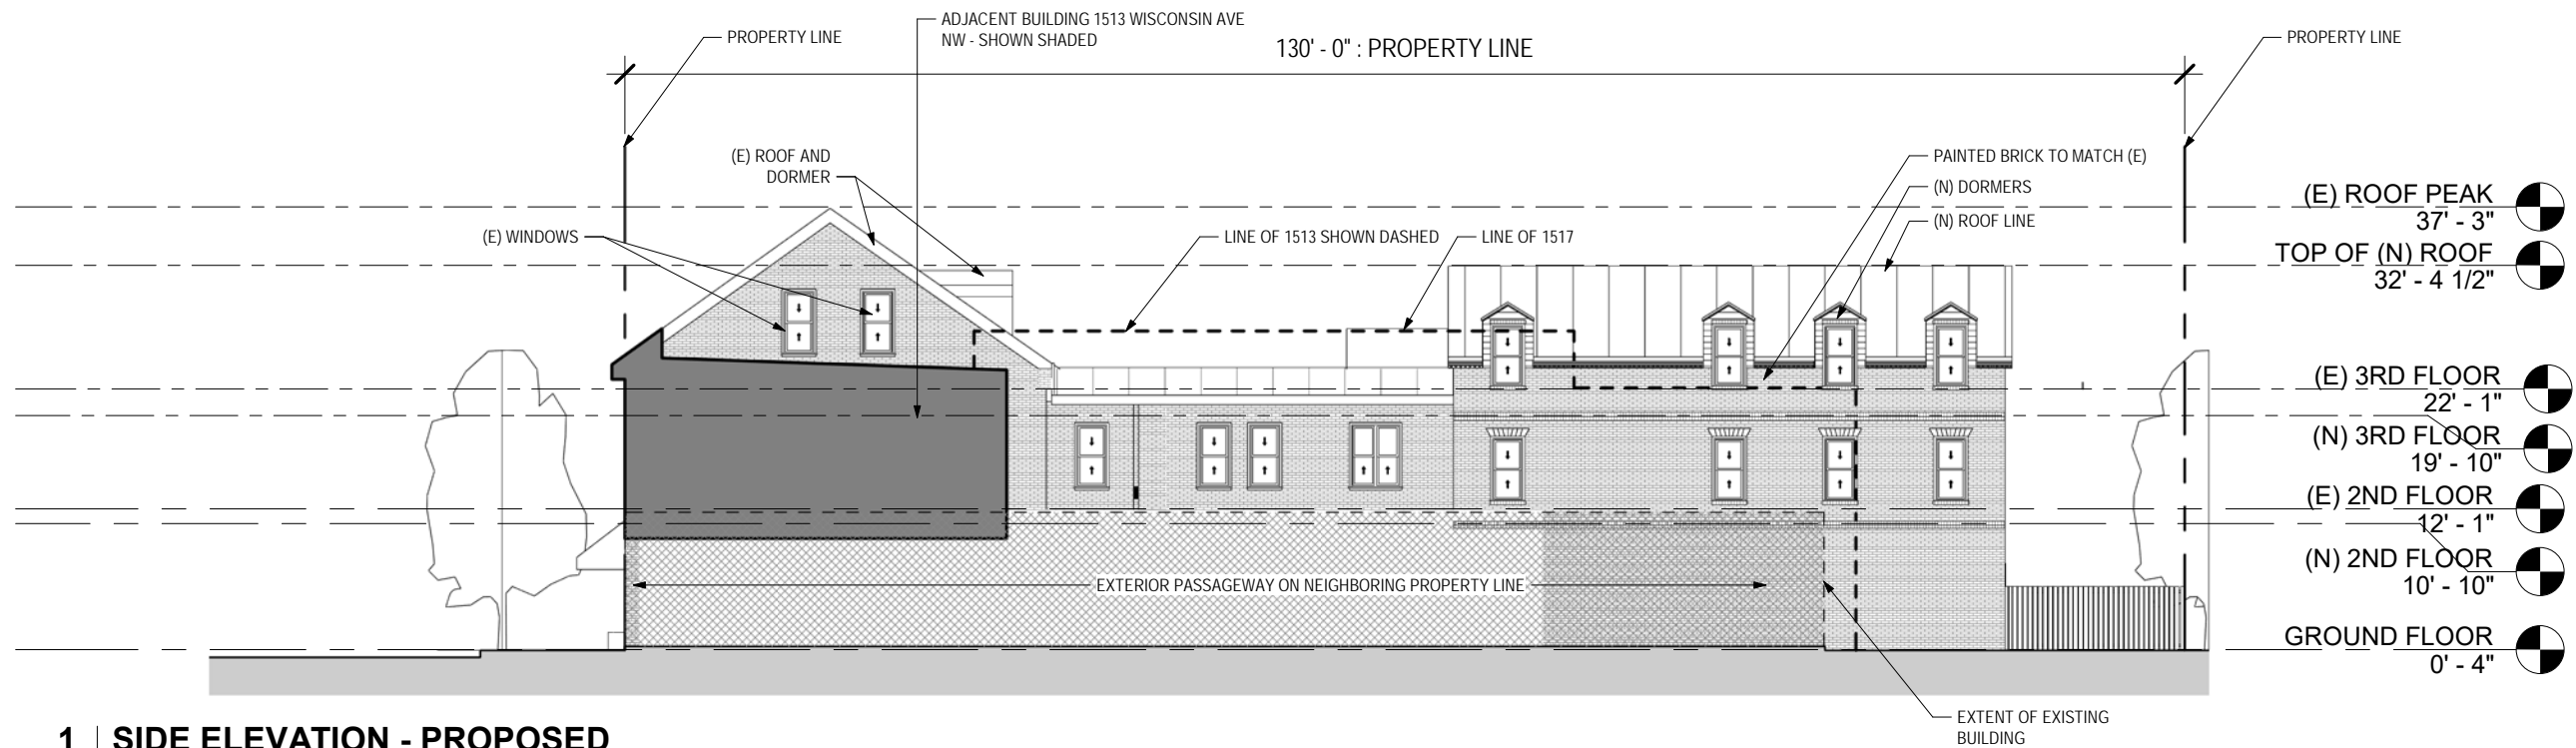 ADJACENT BUILDING 1513 WISCONSIN AVE
NW - SHOWN SHADED
PROPERTY LINE
130' - 0" : PROPERTY LINE
PROPERTY LINE
(E) ROOF AND
DORMER
PAINTED BRICK TO MATCH (E)
(N) DORMERS
(N) ROOF LINE
(E) WINDOWS
LINE OF 1513 SHOWN DASHED
LINE OF 1517
(E) ROOF PEAK
37' - 3"
TOP OF (N) ROOF
32' - 4 1/2"
(E) 3RD FLOOR
22' - 1"
(N) 3RD FLOOR
19' - 10"
(E) 2ND FLOOR
12' - 1"
(N) 2ND FLOOR
10' - 10"
EXTERIOR PASSAGEWAY ON NEIGHBORING PROPERTY LINE
GROUND FLOOR
0' - 4"
EXTENT OF EXISTING
BUILDING
1 | SIDE ELEVATION - PROPOSED